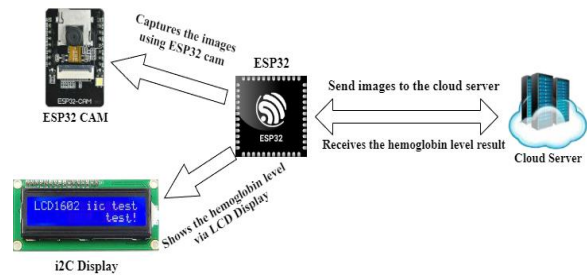 Captures the images
using ESP32 cam
ESP32-CAM
ESP32 CAM
ESP32
ESP32
Send images to the cloud server
Receives the hemoglobin level result
Cloud Server
LCD1602 iic test
test!
i2C Display
Shows the hemoglobin level
via LCD Display